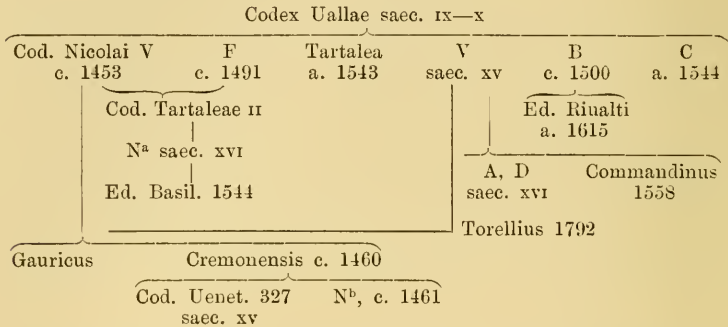 Codex Uallae saec. IX—X
Cod. Nicolai V F Tartalea V B C
c. 1453 c. 1491 a. 1543 saec. XV c. 1500 a. 1544
Cod. Tartaleae II Ed. Riualti
a. 1615
Nᵃ saec. XVI
A, D Commandinus
Ed. Basil. 1544 saec. XVI 1558
Torellius 1792
Gauricus Cremonensis c. 1460
Cod. Uenet. 327 Nᵇ, c. 1461
saec. XV